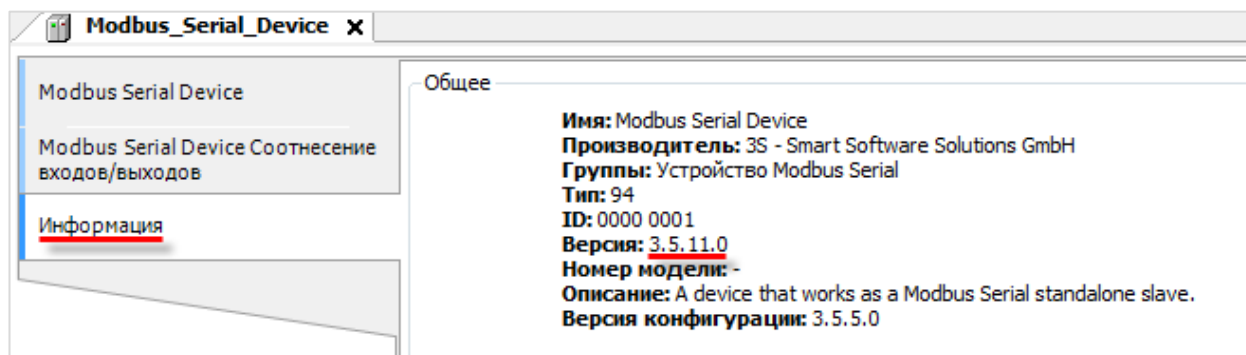 Modbus_Serial_Device X
Modbus Serial Device
Modbus Serial Device Соотнесение
входов/выходов
Информация
Общее
Имя: Modbus Serial Device
Производитель: 3S - Smart Software Solutions GmbH
Группы: Устройство Modbus Serial
Тип: 94
ID: 0000 0001
Версия: 3.5.11.0
Номер модели: -
Описание: A device that works as a Modbus Serial standalone slave.
Версия конфигурации: 3.5.5.0